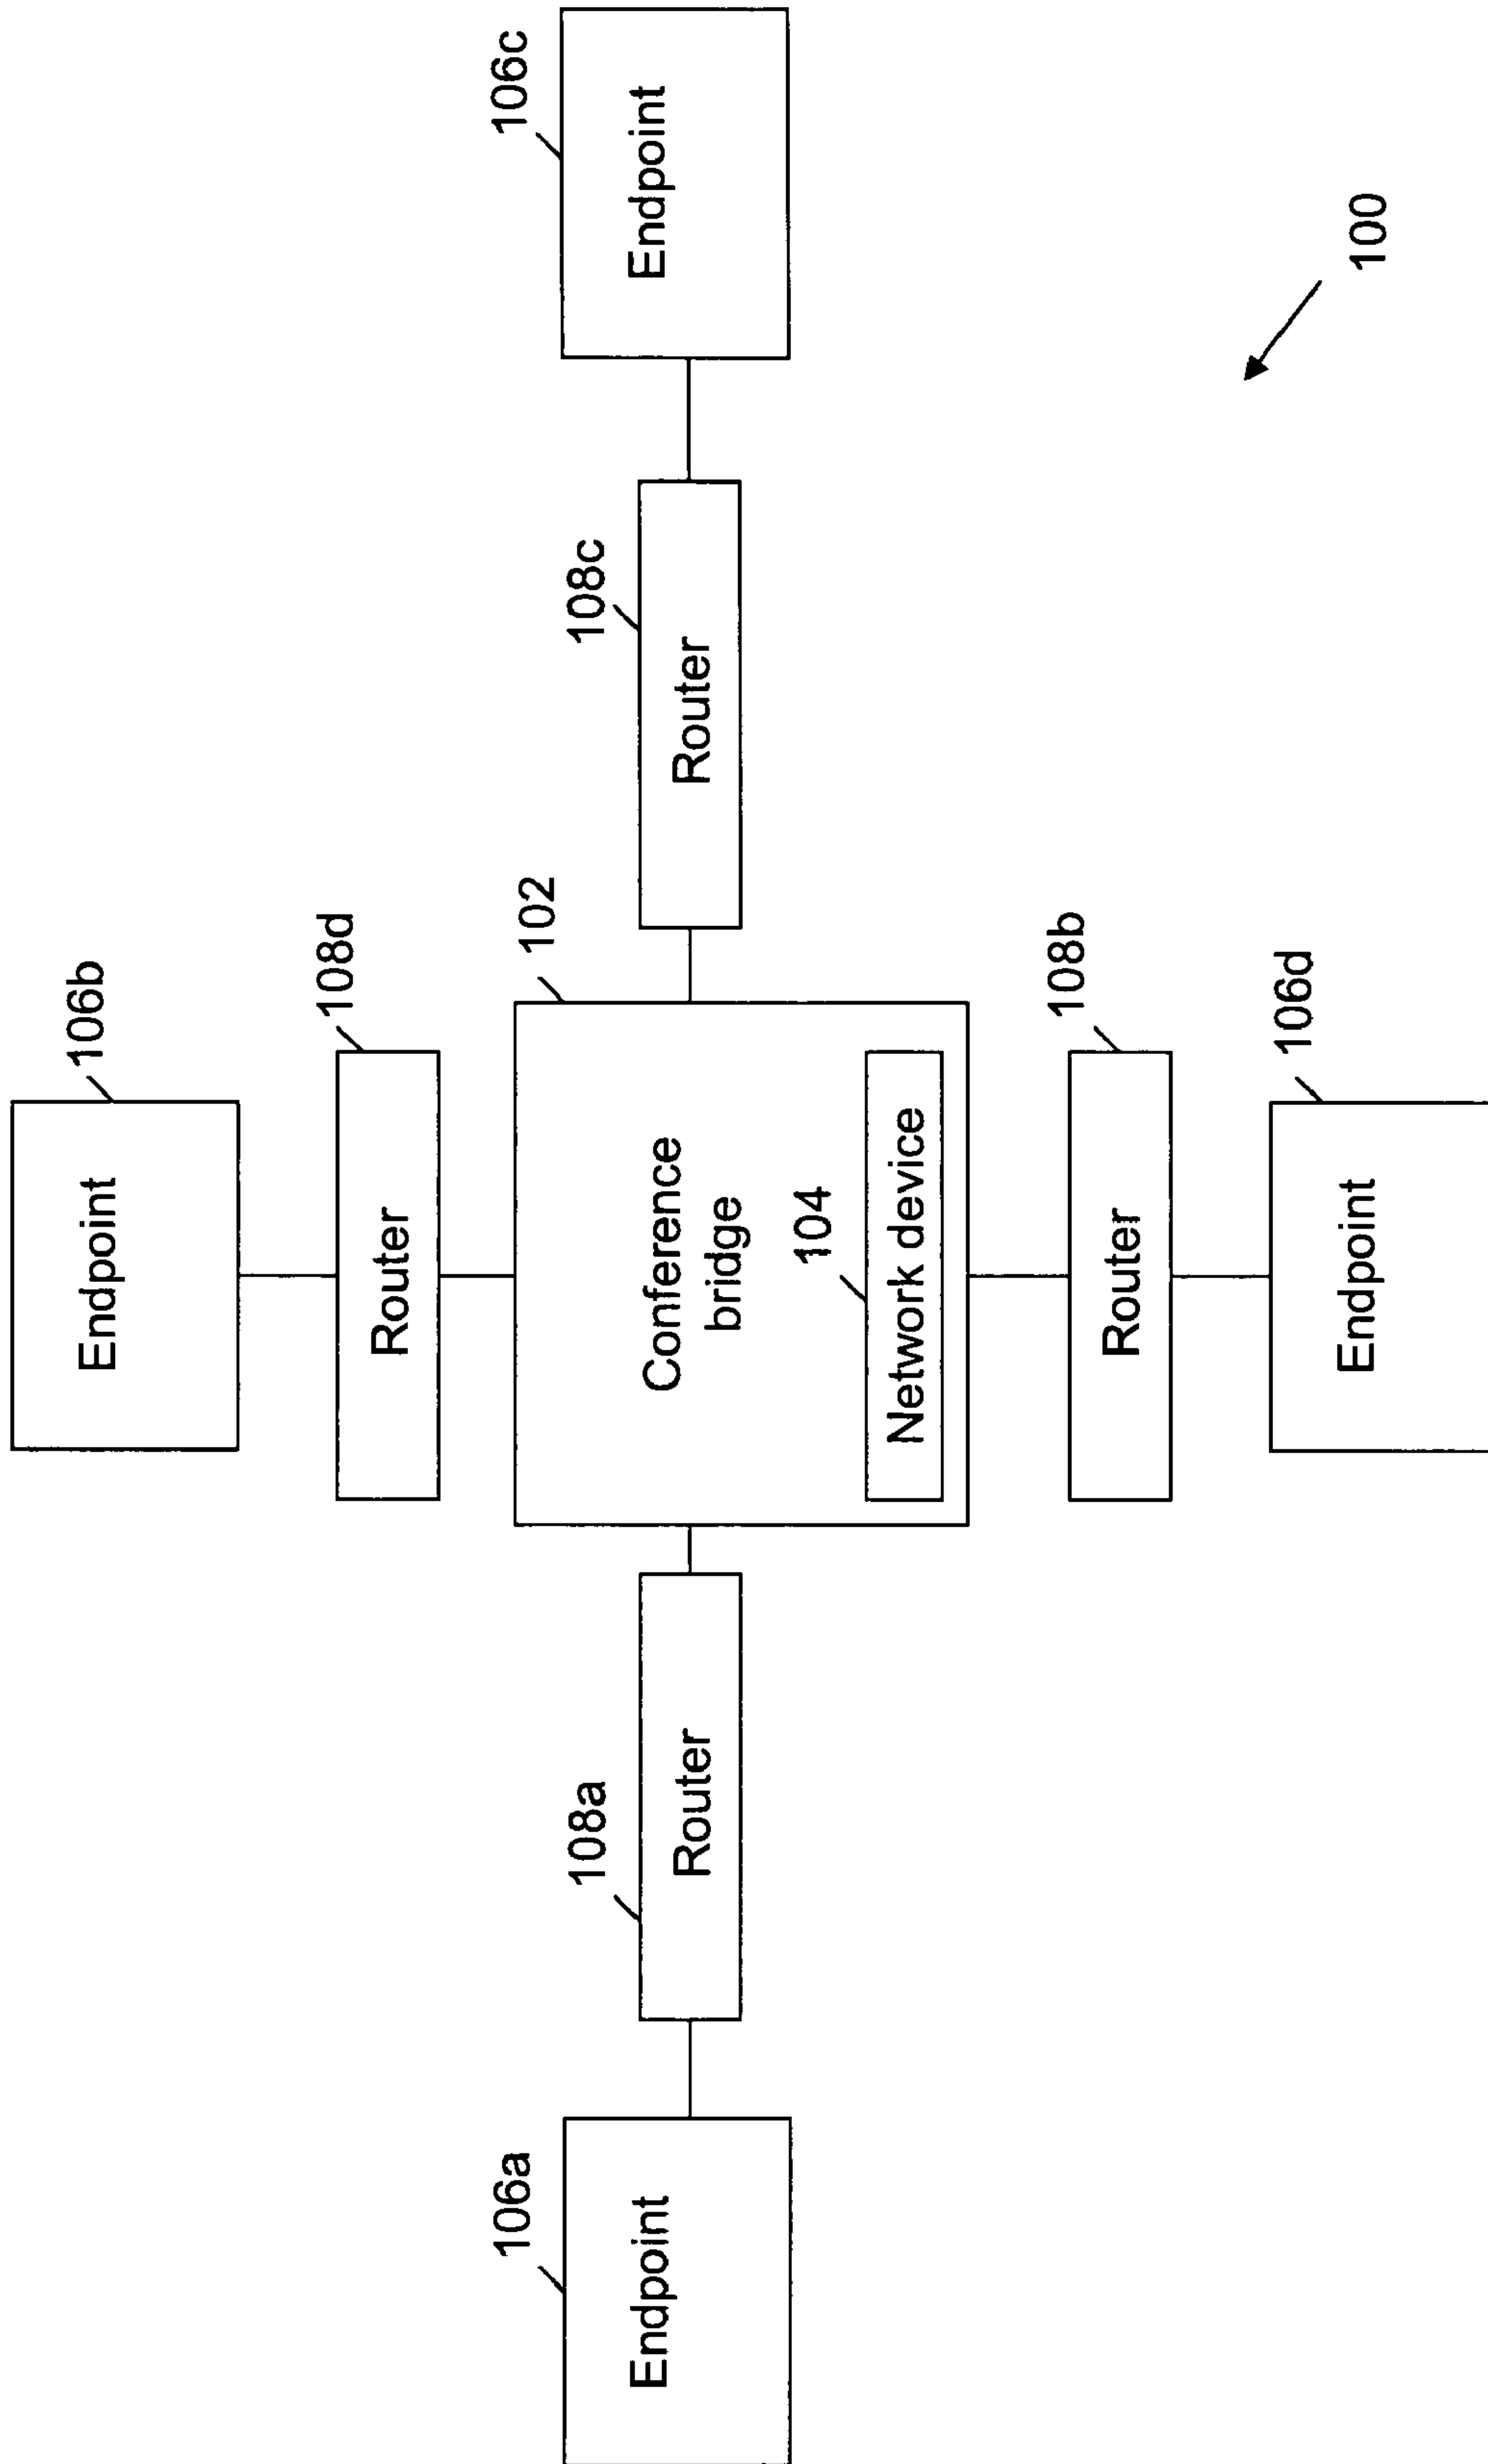 106b
Endpoint
108d
Router
106a
Endpoint
108a
Router
102
Conference
bridge
104
Network device
108c
Router
106c
Endpoint
108b
Router
106d
Endpoint
100